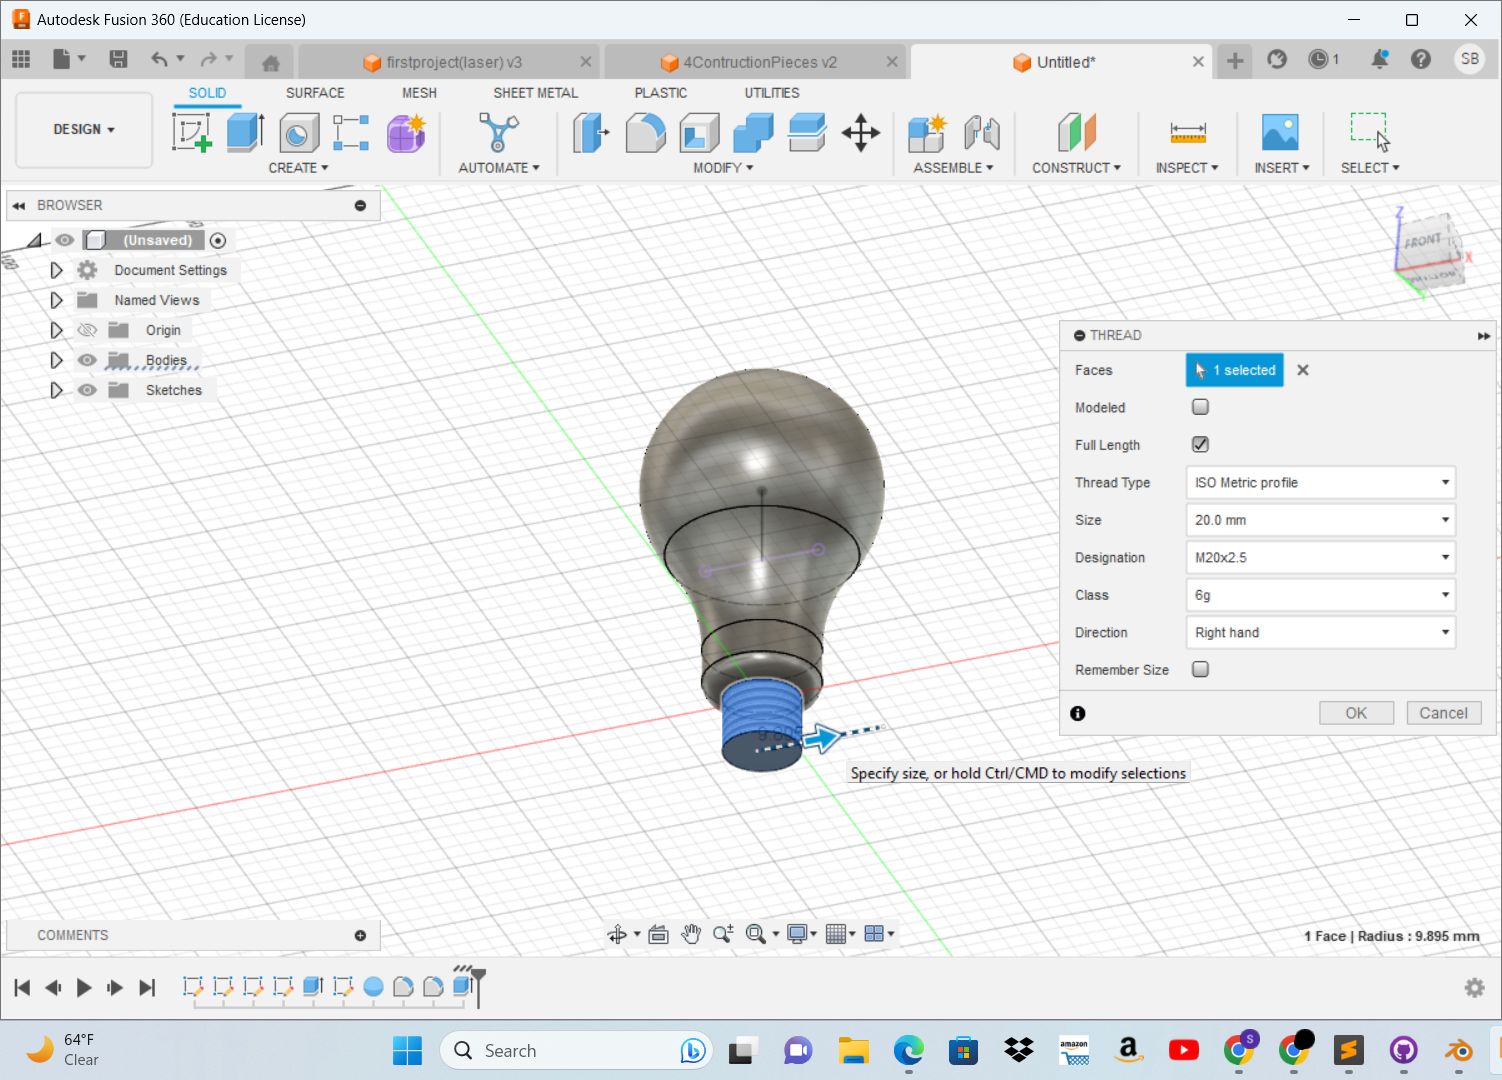 Autodesk Fusion 360 (Education License)
firstproject(laser) v3
4ContructionPieces v2
Untitled*
1
SB
DESIGN
SOLID
SURFACE
MESH
SHEET METAL
PLASTIC
UTILITIES
CREATE
AUTOMATE
MODIFY
ASSEMBLE
CONSTRUCT
INSPECT
INSERT
SELECT
BROWSER
(Unsaved)
Document Settings
Named Views
Origin
Bodies
Sketches
Z
FRONT
X
THREAD
Faces
1 selected
Modeled
Full Length
Thread Type
ISO Metric profile
Size
20.0 mm
Designation
M20x2.5
Class
6g
Direction
Right hand
Remember Size
OK
Cancel
9.895
Specify size, or hold Ctrl/CMD to modify selections
COMMENTS
1 Face | Radius : 9.895 mm
64°F
Clear
Search
amazon
a
S